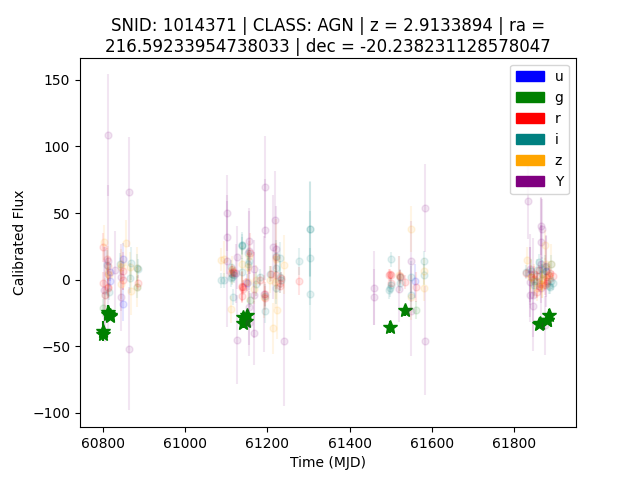 SNID: 1014371 | CLASS: AGN | z = 2.9133894 | ra =
216.59233954738033 | dec = -20.238231128578047
150
100
50
0
−50
−100
Calibrated Flux
u
g
r
i
z
Y
60800 61000 61200 61400 61600 61800
Time (MJD)